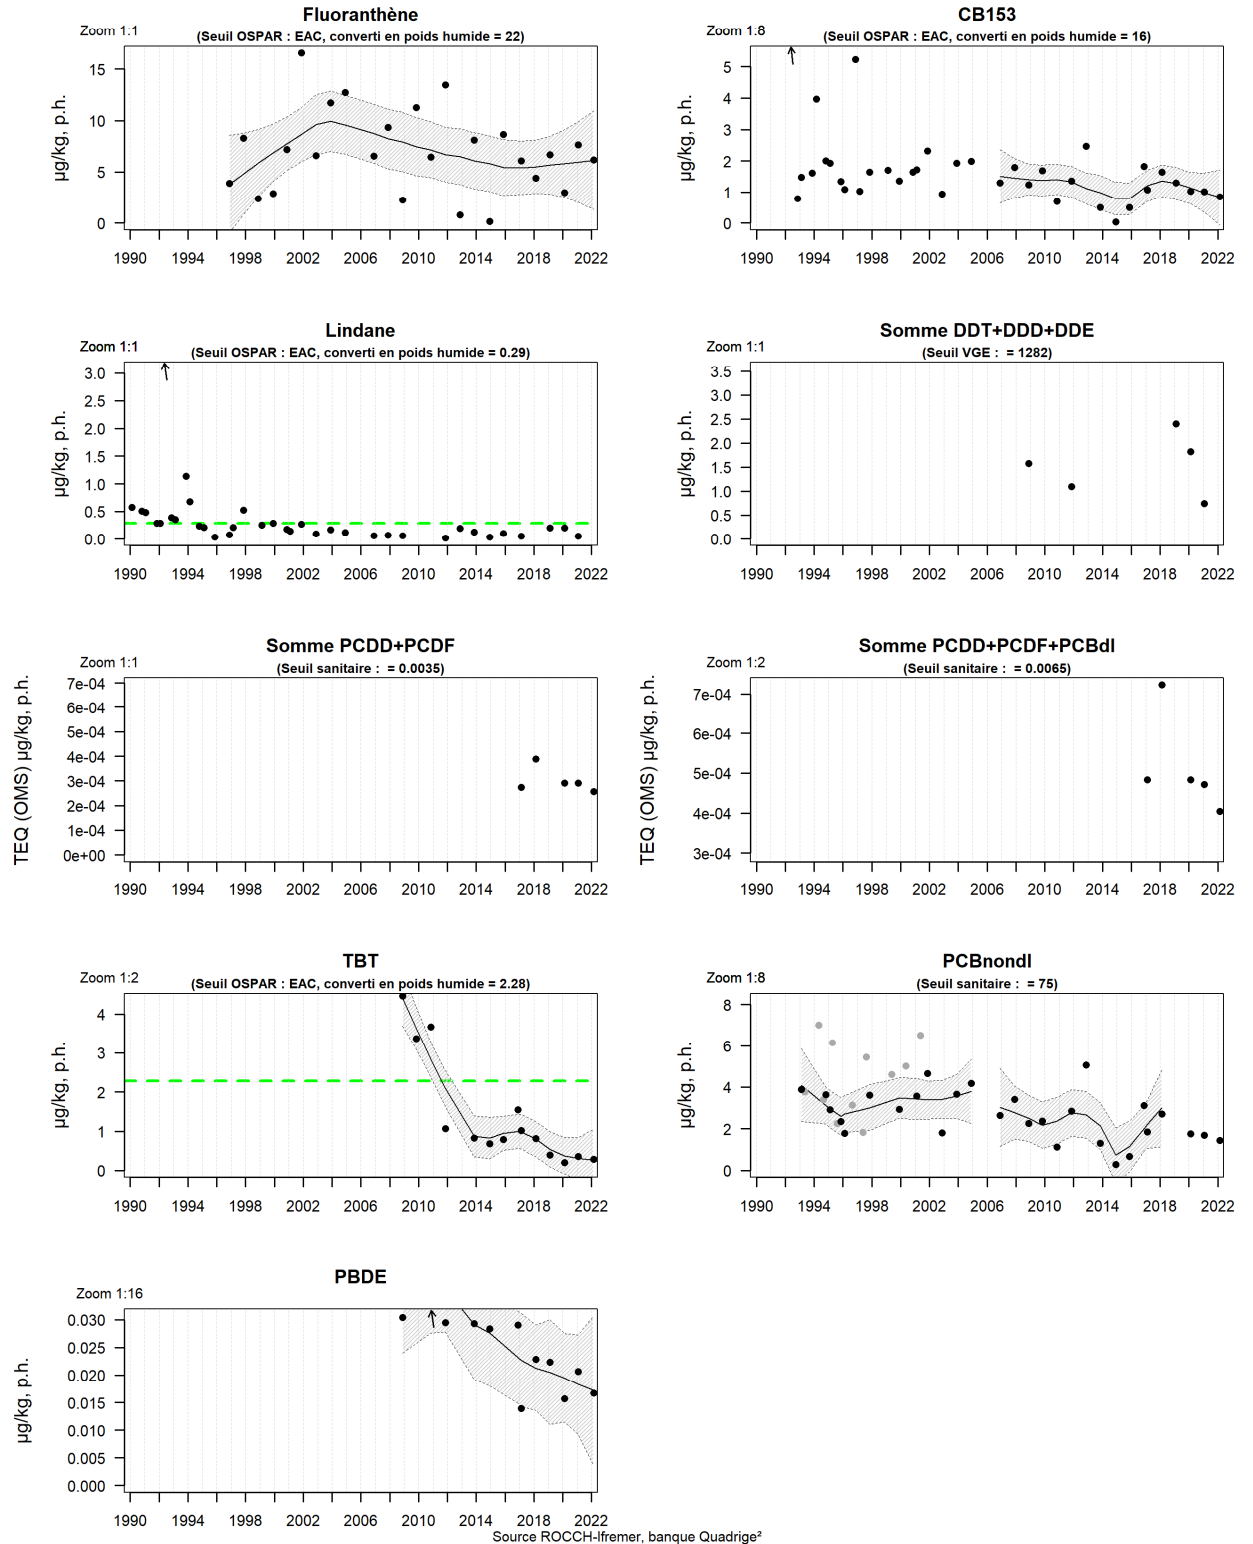 Fluoranthène
Zoom 1:1
(Seuil OSPAR : EAC, converti en poids humide = 22)
µg/kg, p.h.
15
10
5
0
1990 1994 1998 2002 2006 2010 2014 2018 2022
CB153
Zoom 1:8
(Seuil OSPAR : EAC, converti en poids humide = 16)
µg/kg, p.h.
5
4
3
2
1
0
1990 1994 1998 2002 2006 2010 2014 2018 2022
Lindane
Zoom 1:1
(Seuil OSPAR : EAC, converti en poids humide = 0.29)
µg/kg, p.h.
3.0
2.5
2.0
1.5
1.0
0.5
0.0
1990 1994 1998 2002 2006 2010 2014 2018 2022
Somme DDT+DDD+DDE
Zoom 1:1
(Seuil VGE :  = 1282)
µg/kg, p.h.
3.5
3.0
2.5
2.0
1.5
1.0
0.5
0.0
1990 1994 1998 2002 2006 2010 2014 2018 2022
Somme PCDD+PCDF
Zoom 1:1
(Seuil sanitaire :  = 0.0035)
TEQ (OMS) µg/kg, p.h.
7e-04
6e-04
5e-04
4e-04
3e-04
2e-04
1e-04
0e+00
1990 1994 1998 2002 2006 2010 2014 2018 2022
Somme PCDD+PCDF+PCBdl
Zoom 1:2
(Seuil sanitaire :  = 0.0065)
TEQ (OMS) µg/kg, p.h.
7e-04
6e-04
5e-04
4e-04
3e-04
1990 1994 1998 2002 2006 2010 2014 2018 2022
TBT
Zoom 1:2
(Seuil OSPAR : EAC, converti en poids humide = 2.28)
µg/kg, p.h.
4
3
2
1
0
1990 1994 1998 2002 2006 2010 2014 2018 2022
PCBnondl
Zoom 1:8
(Seuil sanitaire :  = 75)
µg/kg, p.h.
8
6
4
2
0
1990 1994 1998 2002 2006 2010 2014 2018 2022
PBDE
Zoom 1:16
µg/kg, p.h.
0.030
0.025
0.020
0.015
0.010
0.005
0.000
1990 1994 1998 2002 2006 2010 2014 2018 2022
Source ROCCH-Ifremer, banque Quadrige²